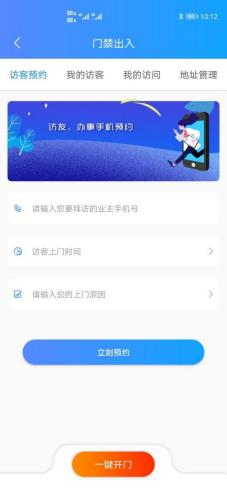 10:12
门禁出入
访客预约 我的访客 我的访问 地址管理
访友、办事手机预约
请输入您要拜访的业主手机号
访客上门时间
请输入您的上门原因
立刻预约
一键开门